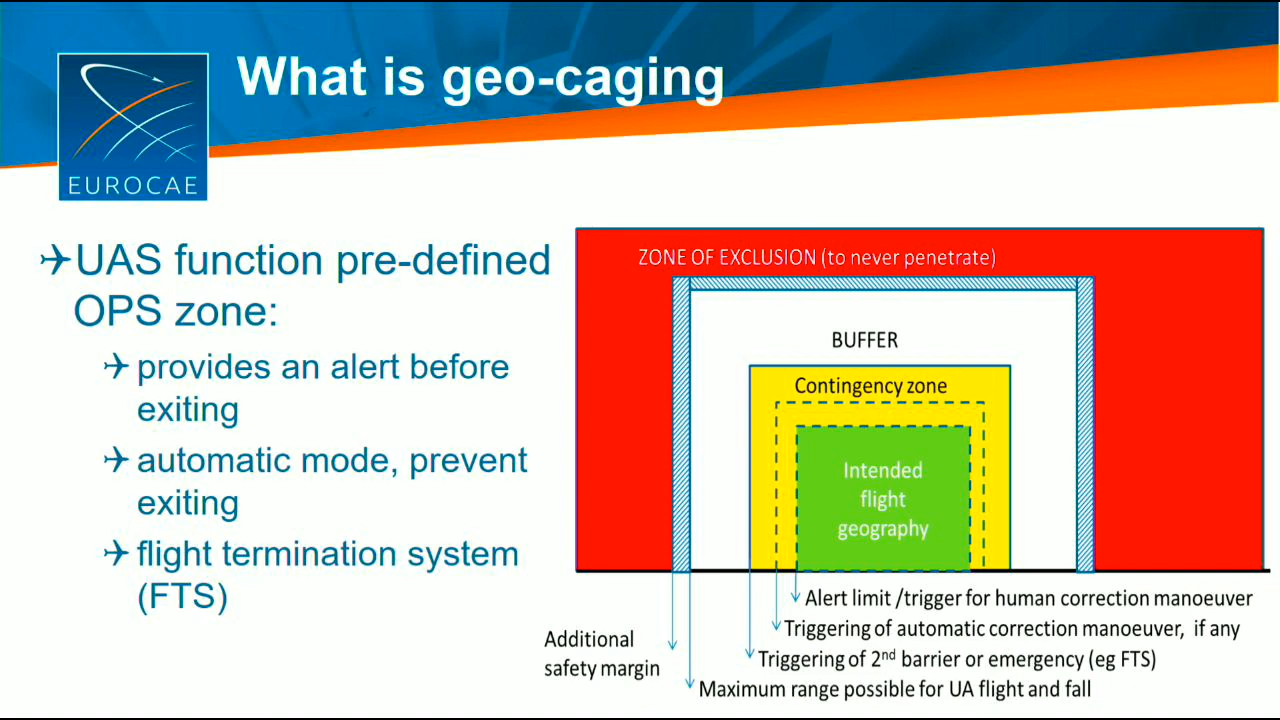 What is geo-caging
EUROCAE
UAS function pre-defined
OPS zone:
provides an alert before
exiting
automatic mode, prevent
exiting
flight termination system
(FTS)
ZONE OF EXCLUSION (to never penetrate)
BUFFER
Contingency zone
Intended
flight
geography
Alert limit /trigger for human correction manoeuver
Triggering of automatic correction manoeuver, if any
Triggering of 2nd barrier or emergency (eg FTS)
Maximum range possible for UA flight and fall
Additional
safety margin